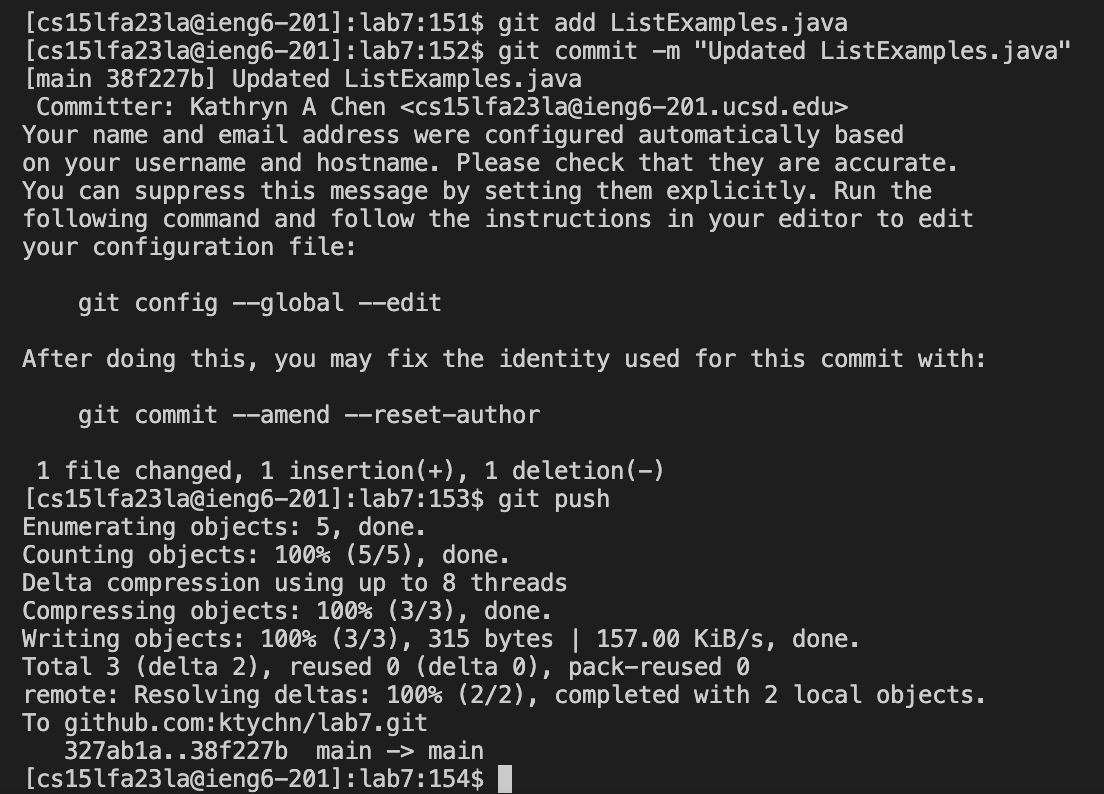 [cs15lfa23la@ieng6-201]:lab7:151$ git add ListExamples.java
[cs15lfa23la@ieng6-201]:lab7:152$ git commit -m "Updated ListExamples.java"
[main 38f227b] Updated ListExamples.java
 Committer: Kathryn A Chen <cs15lfa23la@ieng6-201.ucsd.edu>
Your name and email address were configured automatically based
on your username and hostname. Please check that they are accurate.
You can suppress this message by setting them explicitly. Run the
following command and follow the instructions in your editor to edit
your configuration file:

    git config --global --edit

After doing this, you may fix the identity used for this commit with:

    git commit --amend --reset-author

 1 file changed, 1 insertion(+), 1 deletion(-)
[cs15lfa23la@ieng6-201]:lab7:153$ git push
Enumerating objects: 5, done.
Counting objects: 100% (5/5), done.
Delta compression using up to 8 threads
Compressing objects: 100% (3/3), done.
Writing objects: 100% (3/3), 315 bytes | 157.00 KiB/s, done.
Total 3 (delta 2), reused 0 (delta 0), pack-reused 0
remote: Resolving deltas: 100% (2/2), completed with 2 local objects.
To github.com:ktychn/lab7.git
   327ab1a..38f227b  main -> main
[cs15lfa23la@ieng6-201]:lab7:154$